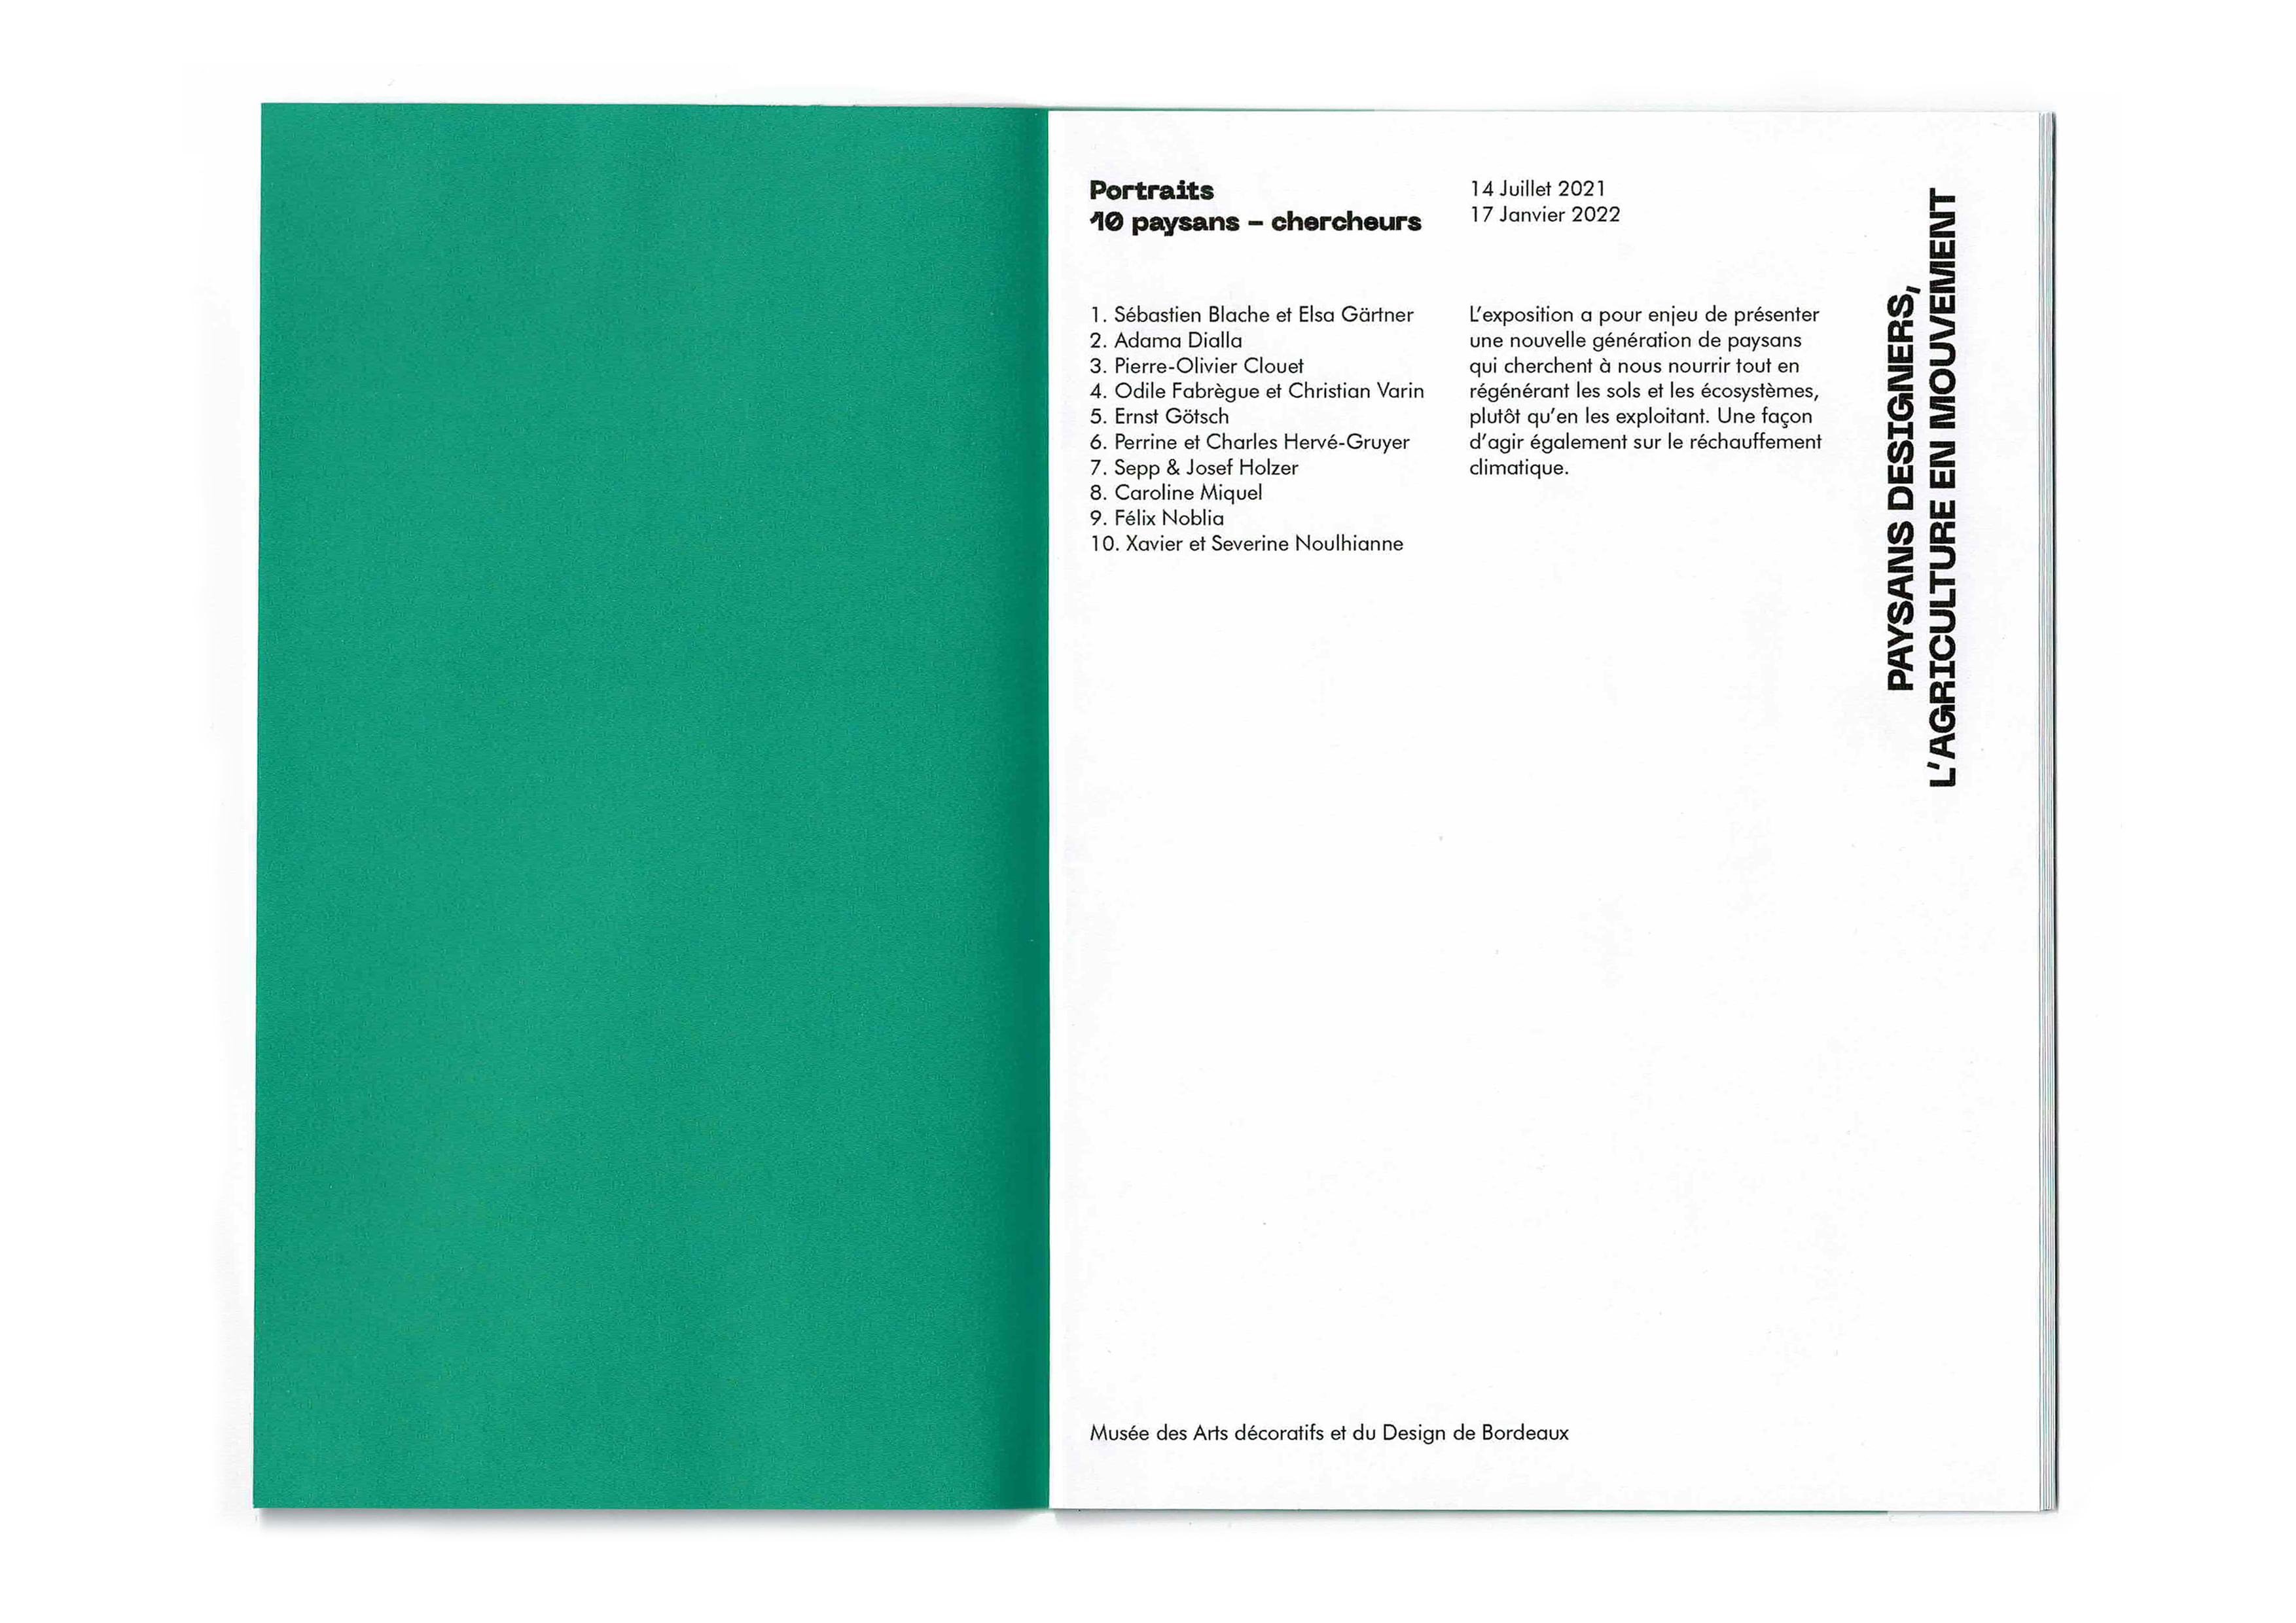 Portraits
10 paysans – chercheurs
14 Juillet 2021
17 Janvier 2022
1. Sébastien Blache et Elsa Gärtner
2. Adama Dialla
3. Pierre-Olivier Clouet
4. Odile Fabrègue et Christian Varin
5. Ernst Götsch
6. Perrine et Charles Hervé-Gruyer
7. Sepp & Josef Holzer
8. Caroline Miquel
9. Félix Noblia
10. Xavier et Severine Noulhianne
L'exposition a pour enjeu de présenter
une nouvelle génération de paysans
qui cherchent à nous nourrir tout en
régénérant les sols et les écosystèmes,
plutôt qu'en les exploitant. Une façon
d'agir également sur le réchauffement
climatique.
PAYSANS DESIGNERS,
L'AGRICULTURE EN MOUVEMENT
Musée des Arts décoratifs et du Design de Bordeaux